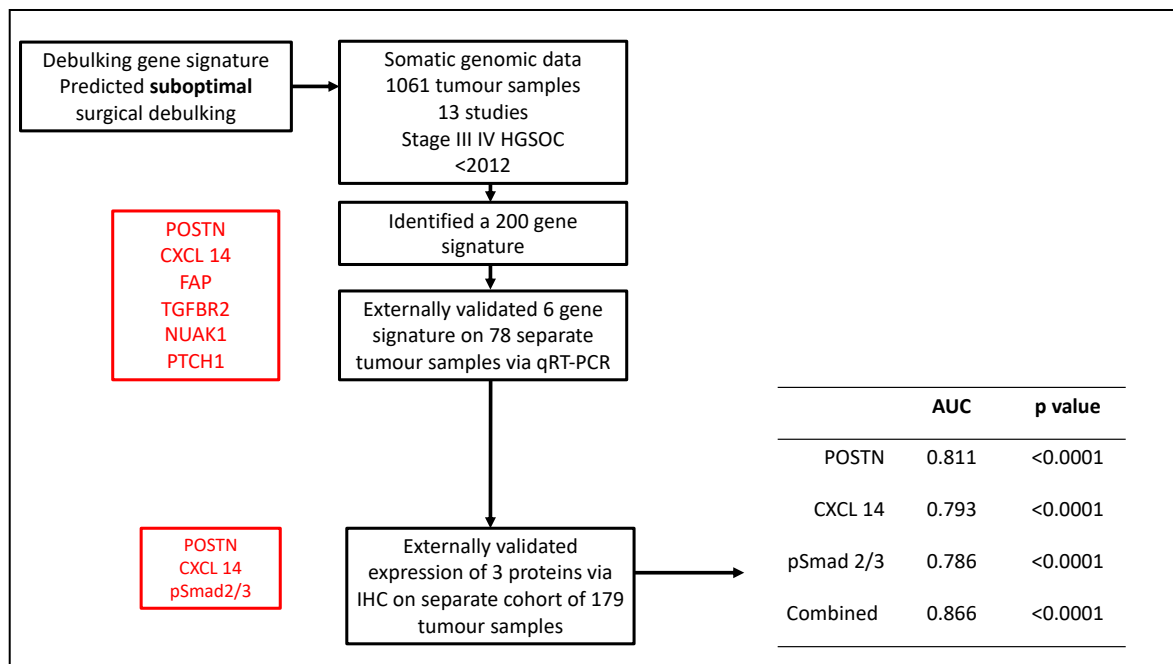 Debulking gene signature
Predicted suboptimal
surgical debulking
Somatic genomic data
1061 tumour samples
13 studies
Stage III IV HGSOC
<2012
POSTN
CXCL 14
FAP
TGFBR2
NUAK1
PTCH1
Identified a 200 gene
signature
Externally validated 6 gene
signature on 78 separate
tumour samples via qRT-PCR
POSTN
CXCL 14
pSmad2/3
Externally validated
expression of 3 proteins via
IHC on separate cohort of 179
tumour samples
AUC p value
POSTN 0.811 <0.0001
CXCL 14 0.793 <0.0001
pSmad 2/3 0.786 <0.0001
Combined 0.866 <0.0001